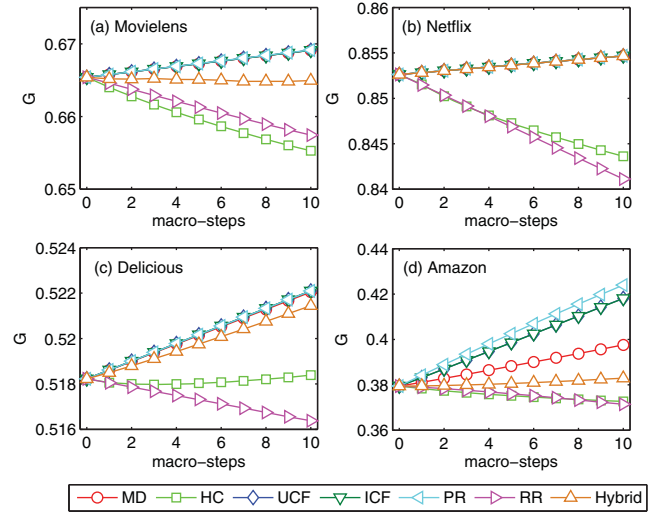 (a) Movielens
0.67
0.66
0.65
G
0 2 4 6 8 10
macro-steps
(b) Netflix
0.86
0.855
0.85
0.845
0.84
G
0 2 4 6 8 10
macro-steps
(c) Delicious
0.524
0.522
0.52
0.518
0.516
G
0 2 4 6 8 10
macro-steps
(d) Amazon
0.44
0.42
0.4
0.38
0.36
G
0 2 4 6 8 10
macro-steps
MD HC UCF ICF PR RR Hybrid